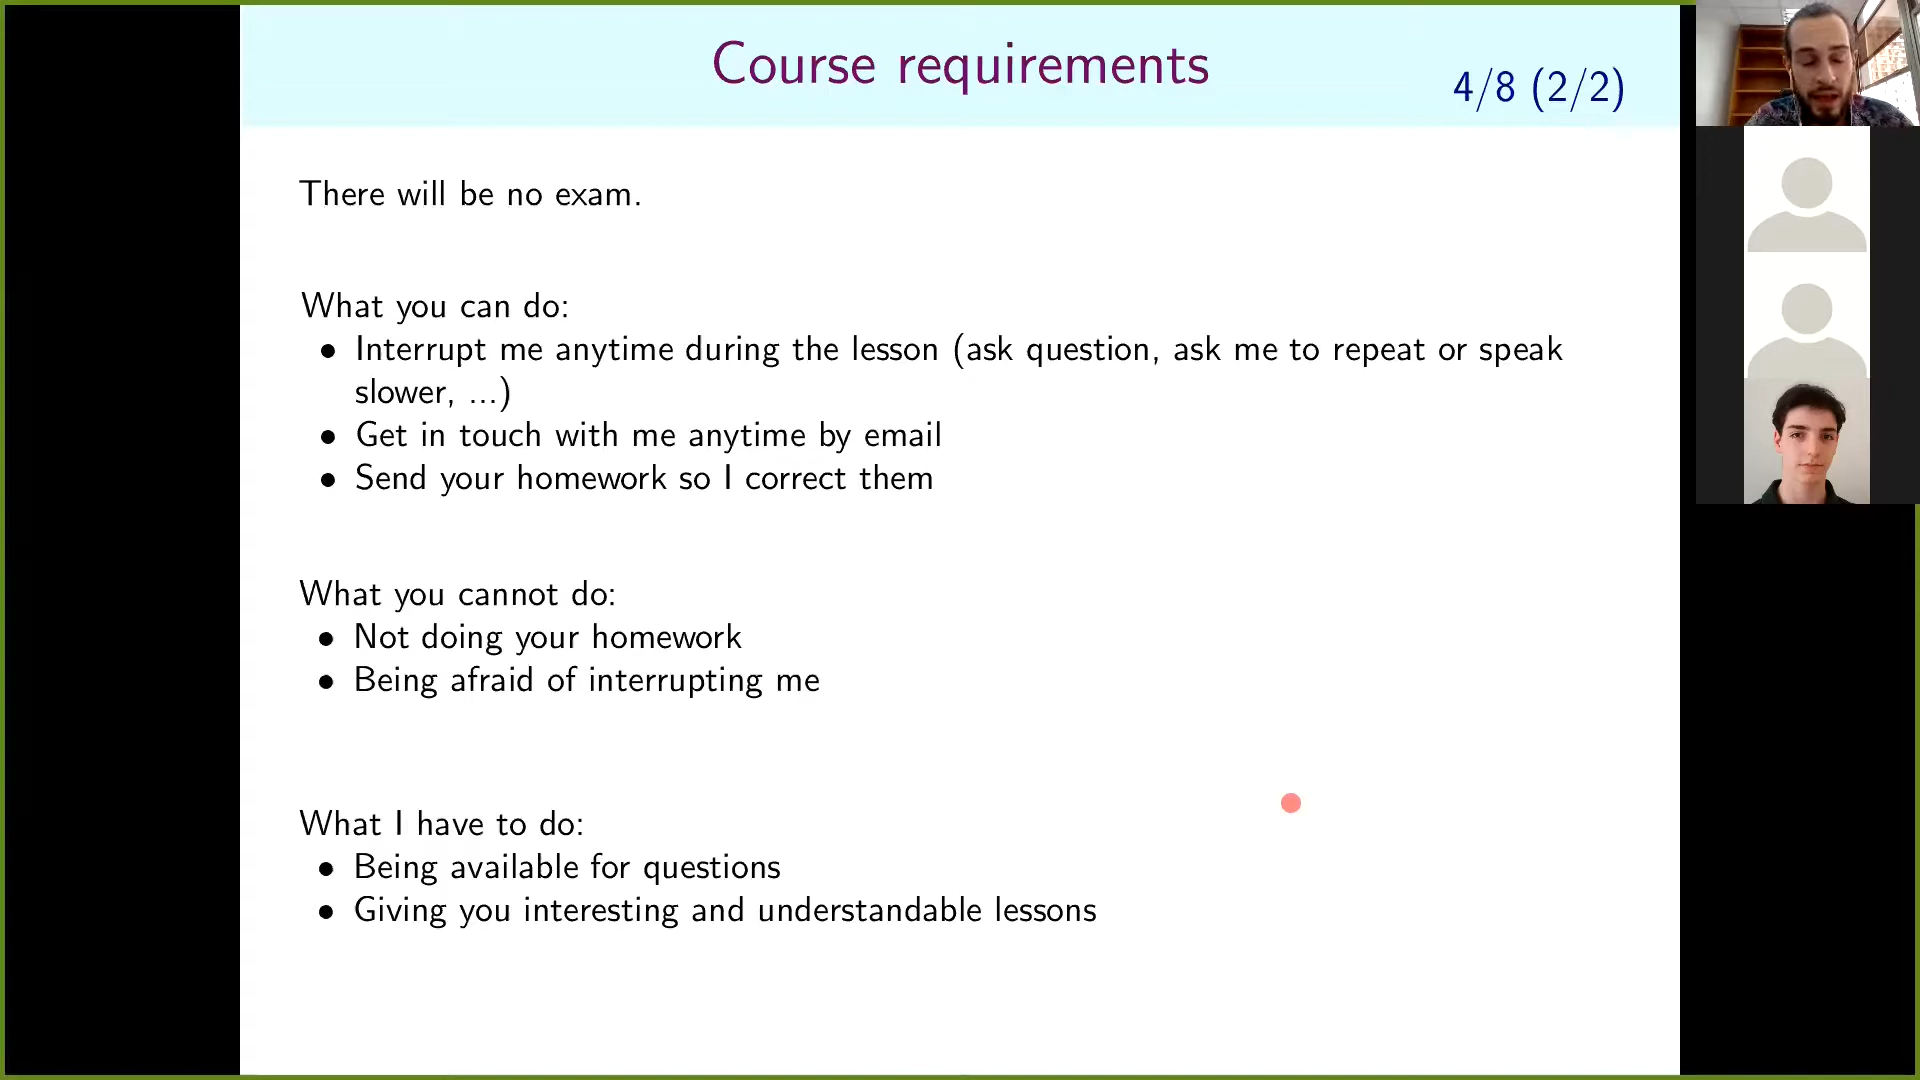 Course requirements
4/8 (2/2)
There will be no exam.
What you can do:
• Interrupt me anytime during the lesson (ask question, ask me to repeat or speak
slower, ...)
• Get in touch with me anytime by email
• Send your homework so I correct them
What you cannot do:
• Not doing your homework
• Being afraid of interrupting me
What I have to do:
• Being available for questions
• Giving you interesting and understandable lessons